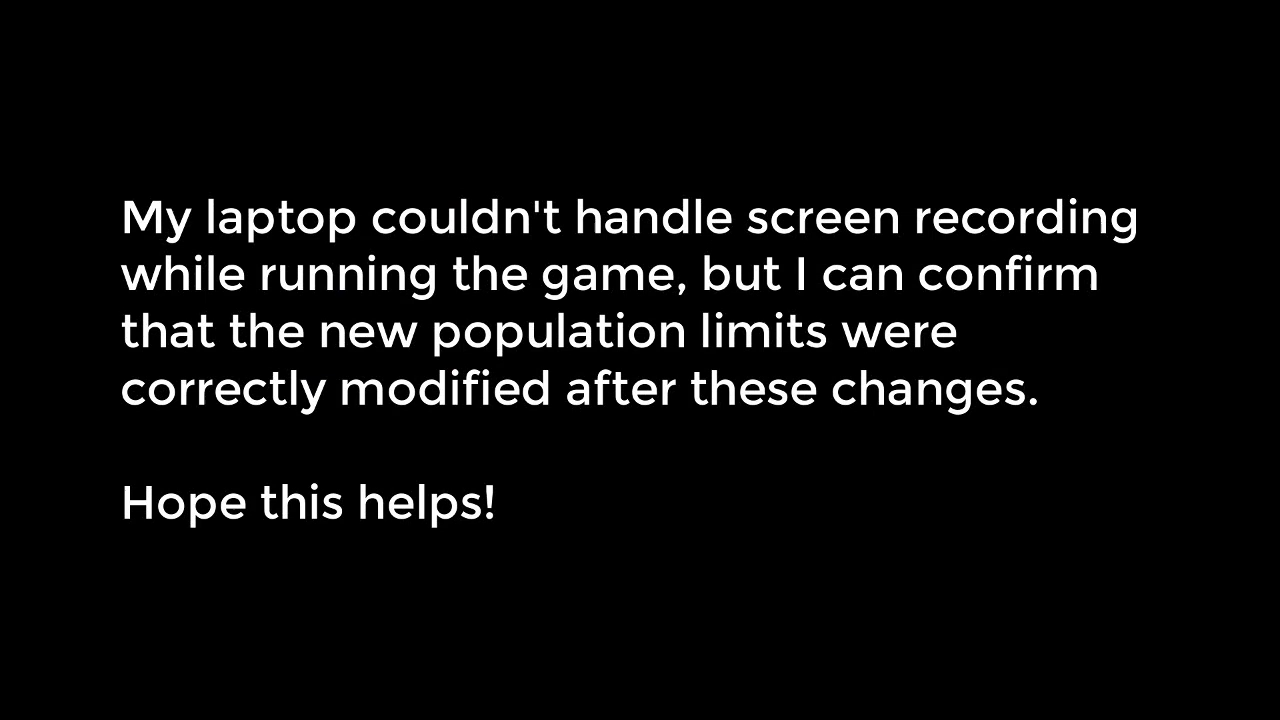 My laptop couldn't handle screen recording
while running the game, but I can confirm
that the new population limits were
correctly modified after these changes.
Hope this helps!